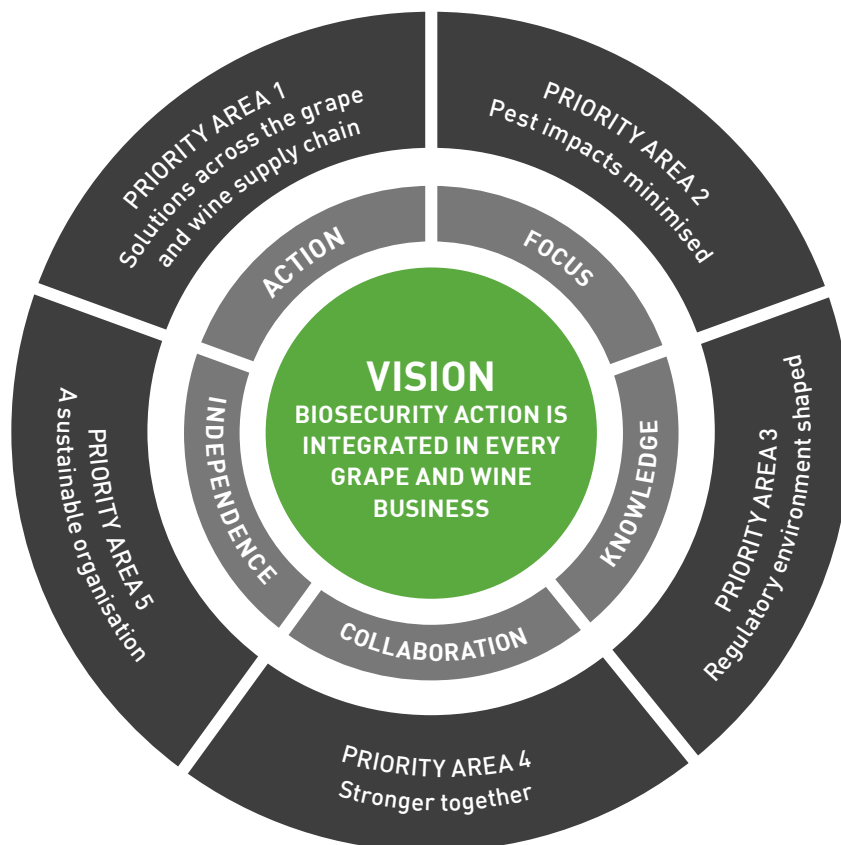 PRIORITY AREA 1
Solutions across the grape
and wine supply chain
PRIORITY AREA 2
Pest impacts minimised
PRIORITY AREA 3
Regulatory environment shaped
PRIORITY AREA 4
Stronger together
PRIORITY AREA 5
A sustainable organisation
ACTION
FOCUS
KNOWLEDGE
COLLABORATION
INDEPENDENCE
VISION
BIOSECURITY ACTION IS
INTEGRATED IN EVERY
GRAPE AND WINE
BUSINESS